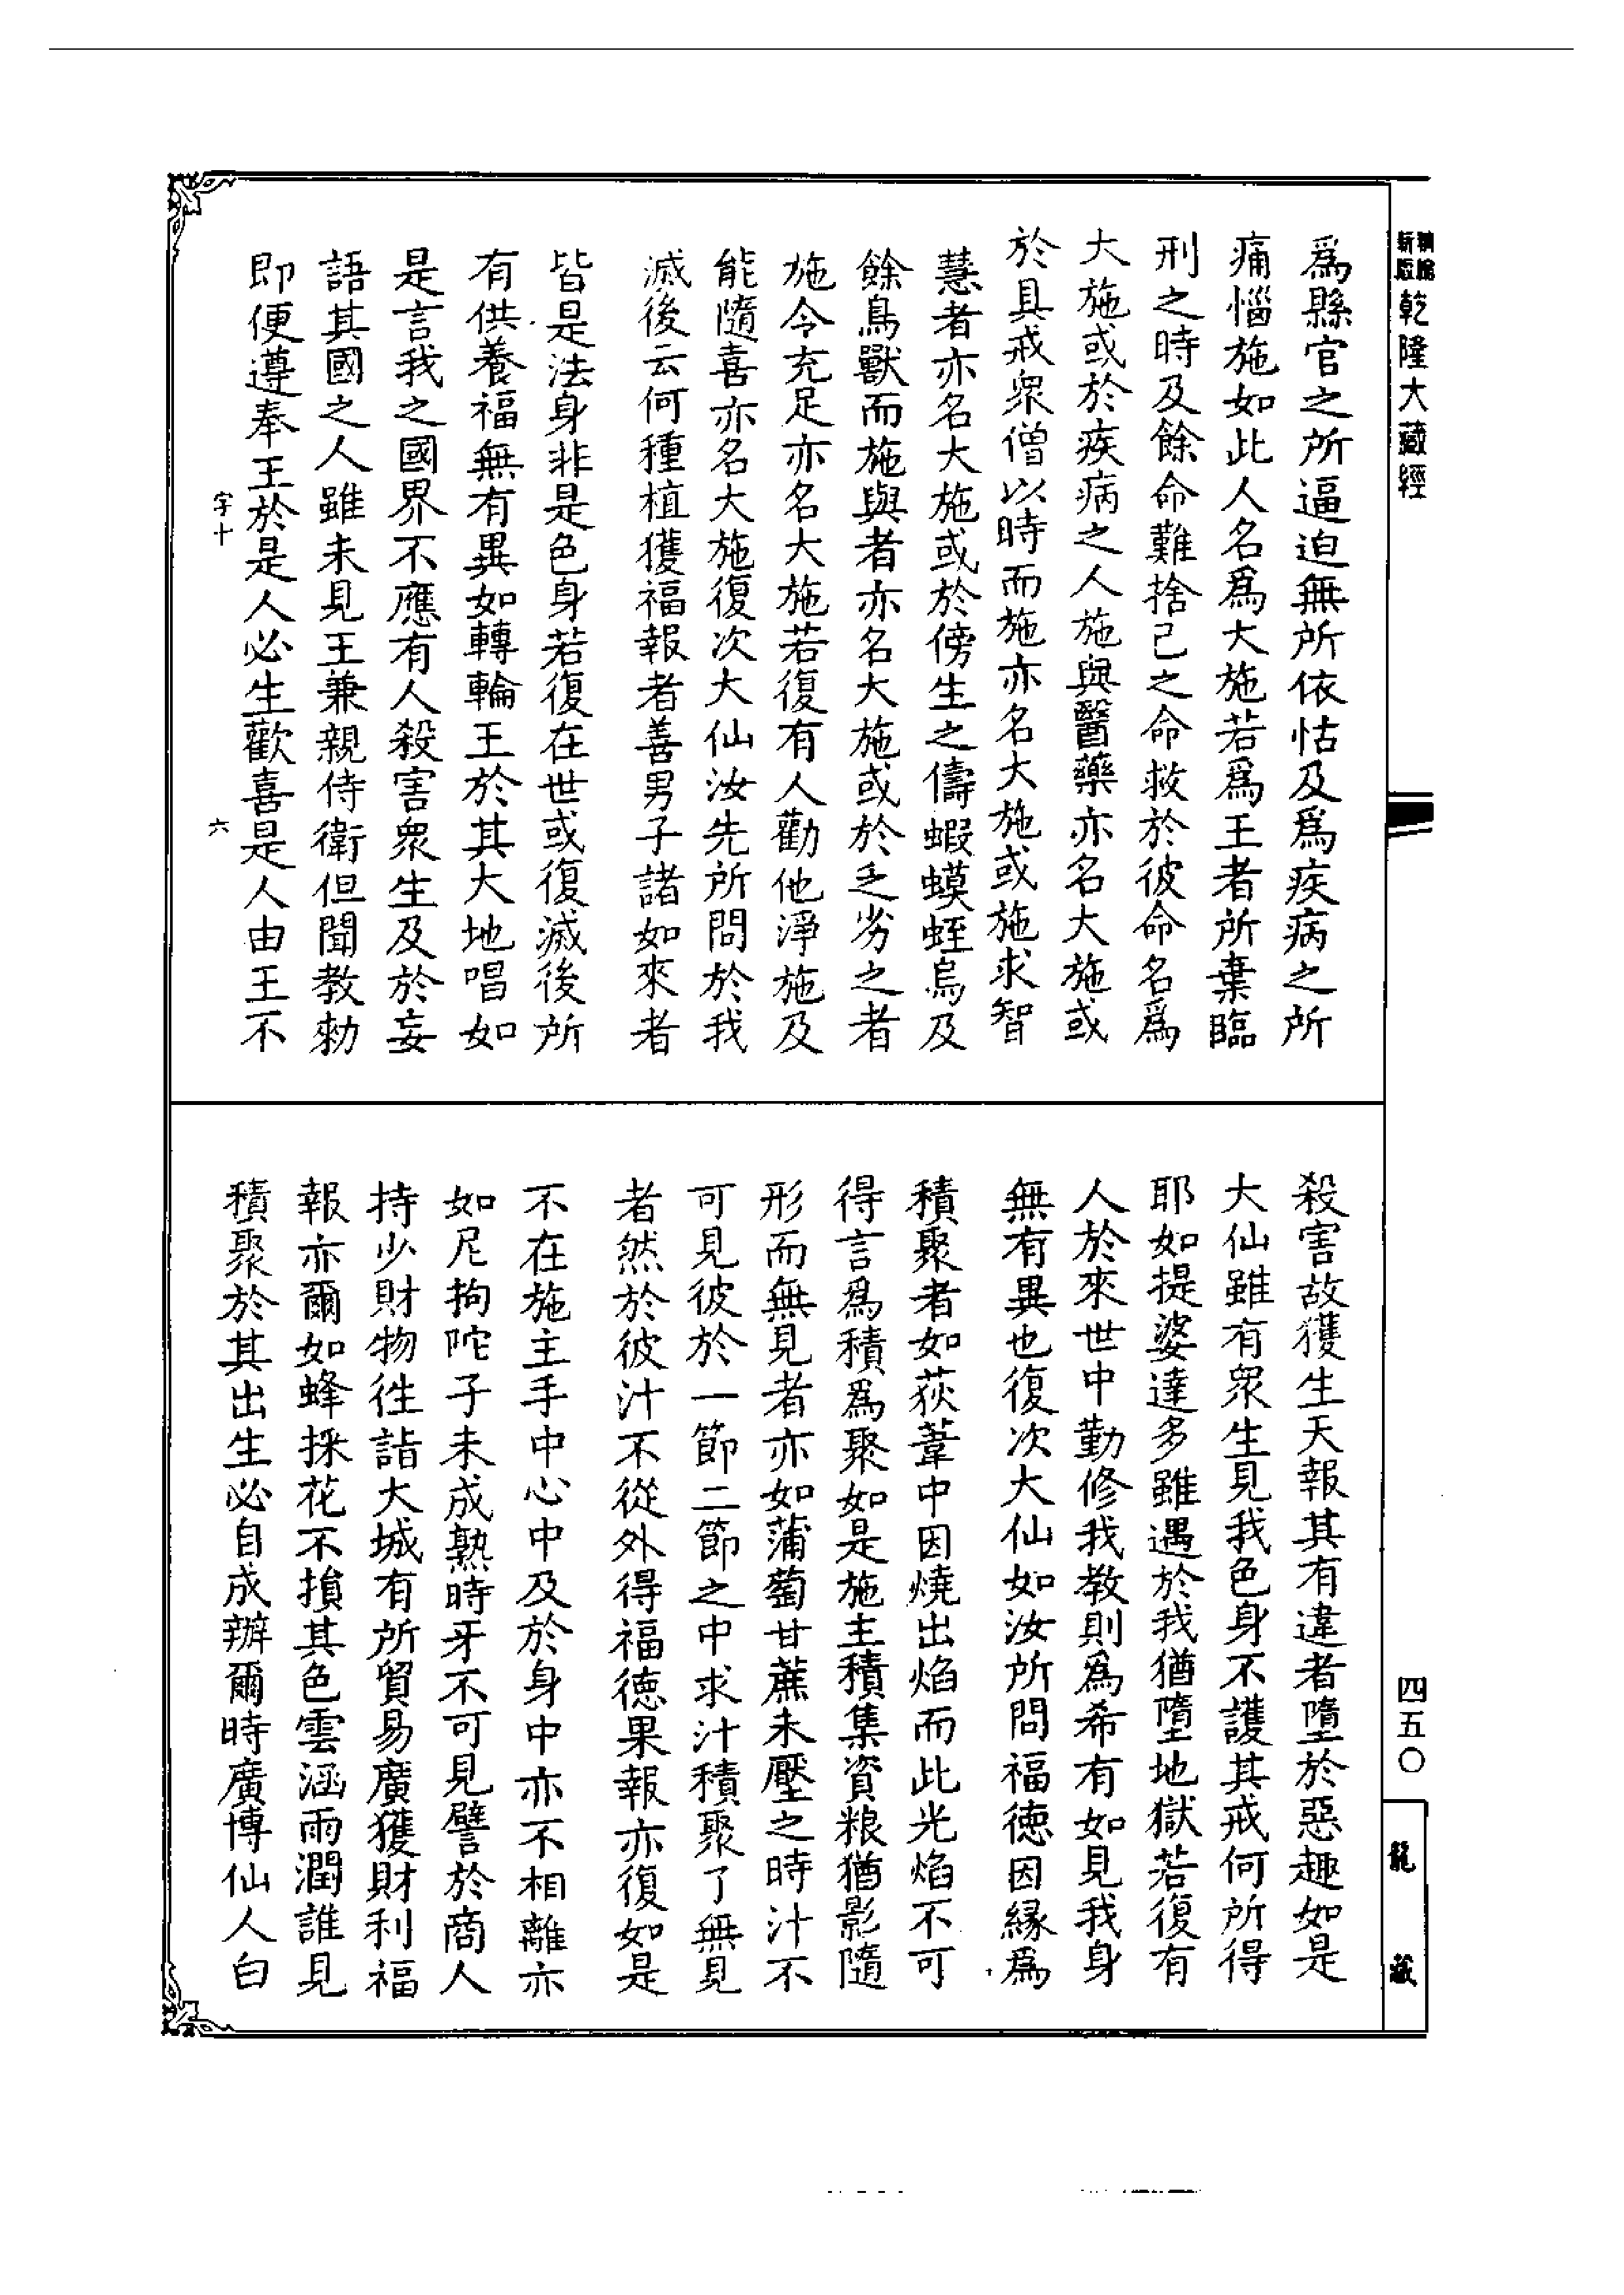 新版
精縮
乾隆大藏經
爲縣官之所逼迫無所依怙及爲疾病之所
痛惱施如此人名爲大施若爲王者所棄臨
刑之時及餘命難捨己之命救於彼命名爲
大施或於疾病之人施與醫藥亦名大施或
於具戒衆僧以時而施亦名大施或施求智
慧者亦名大施或於傍生之儔蝦蟆蛭烏及
餘鳥獸而施與者亦名大施或於乏劣之者
施令充足亦名大施若復有人勸他淨施及
能隨喜亦名大施復次大仙汝先所問於我
滅後云何種植獲福報者善男子諸如來者
皆是法身非是色身若復在世或復滅後所
有供養福無有異如轉輪王於其大地唱如
是言我之國界不應有人殺害衆生及於妄
語其國之人雖未見王兼親侍衛但聞教勅
即便遵奉王於是人必生歡喜是人由王不
字十
六
殺害故獲生天報其有違者墮於惡趣如是
大仙雖有衆生見我色身不護其戒何所得
耶如提婆達多雖遇於我猶墮地獄若復有
人於來世中勤修我教則爲希有如見我身
無有異也復次大仙如汝所問福德因緣爲
積聚者如荻葦中因燒出焰而此光焰不可
得言爲積爲聚如是施主積集資粮猶影隨
形而無見者亦如蒲萄甘蔗未壓之時汁不
可見彼於一節二節之中求汁積聚了無見
者然於彼汁不從外得福德果報亦復如是
不在施主手中心中及於身中亦不相離亦
如尼拘陀子未成熟時牙不可見譬於商人
持少財物徃詣大城有所貿易廣獲財利福
報亦爾如蜂採花不損其色雲涵雨潤誰見
積聚於其出生必自成辦爾時廣博仙人白
四五〇
龍藏